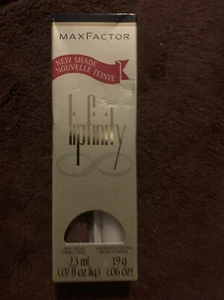 MAXFACTOR
NEW SHADE
NOUVELLE TEINTE
lipfinity
2.3 ml
(.07 fl oz liq.)
1.9 g
(.06 oz)